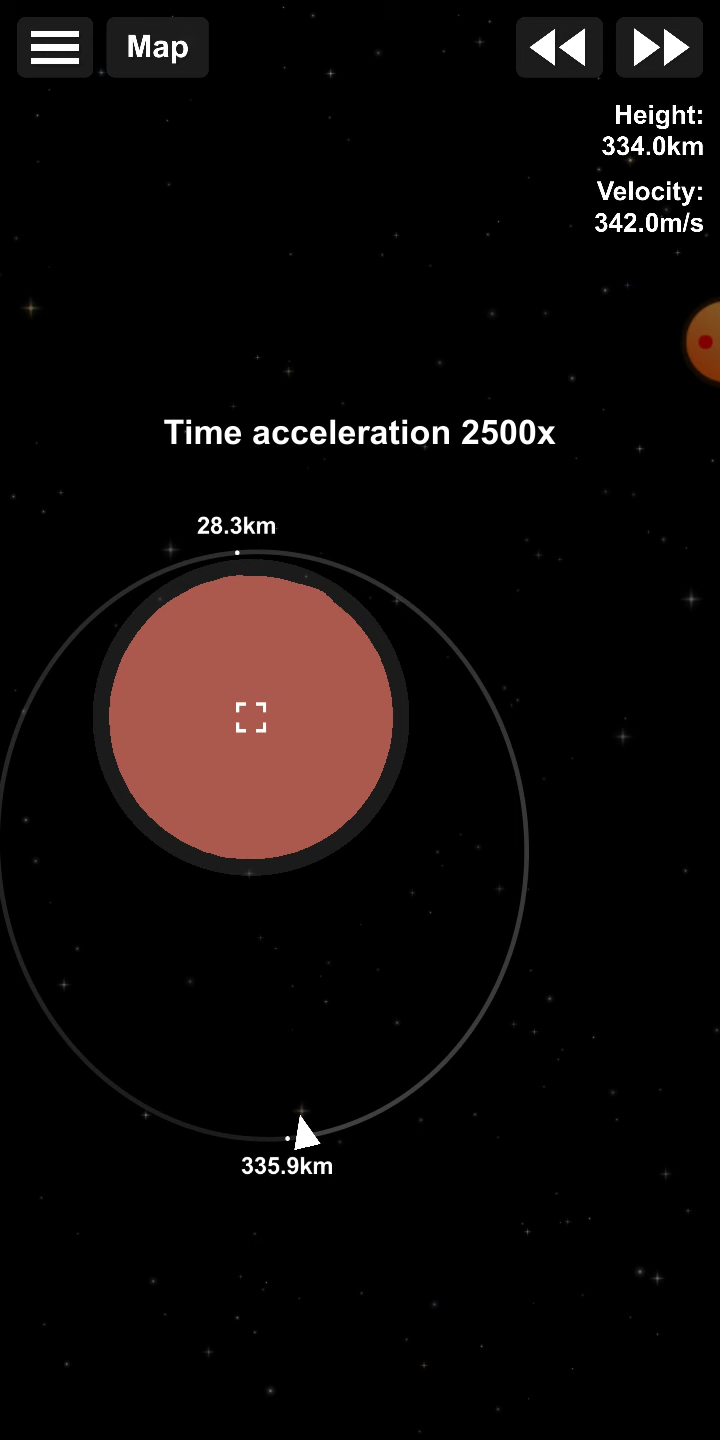 Map
Height:
334.0km
Velocity:
342.0m/s
Time acceleration 2500x
28.3km
335.9km